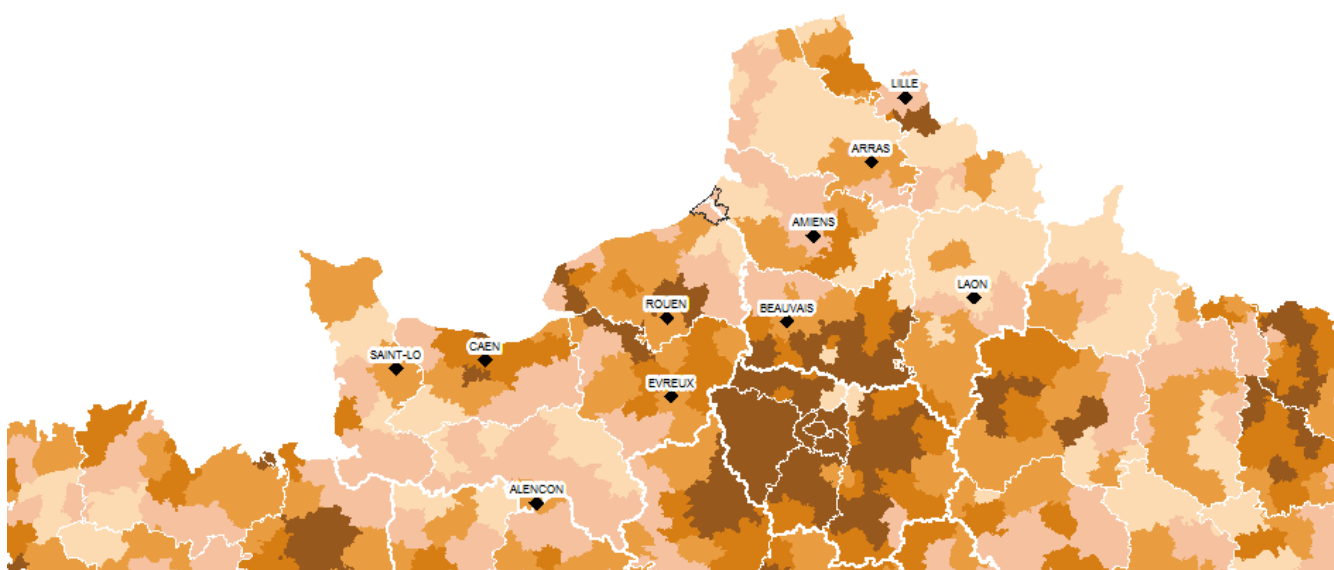 LILLE
ARRAS
AMIENS
LAON
ROUEN
BEAUVAIS
SAINT-LO
CAEN
EVREUX
ALENCON